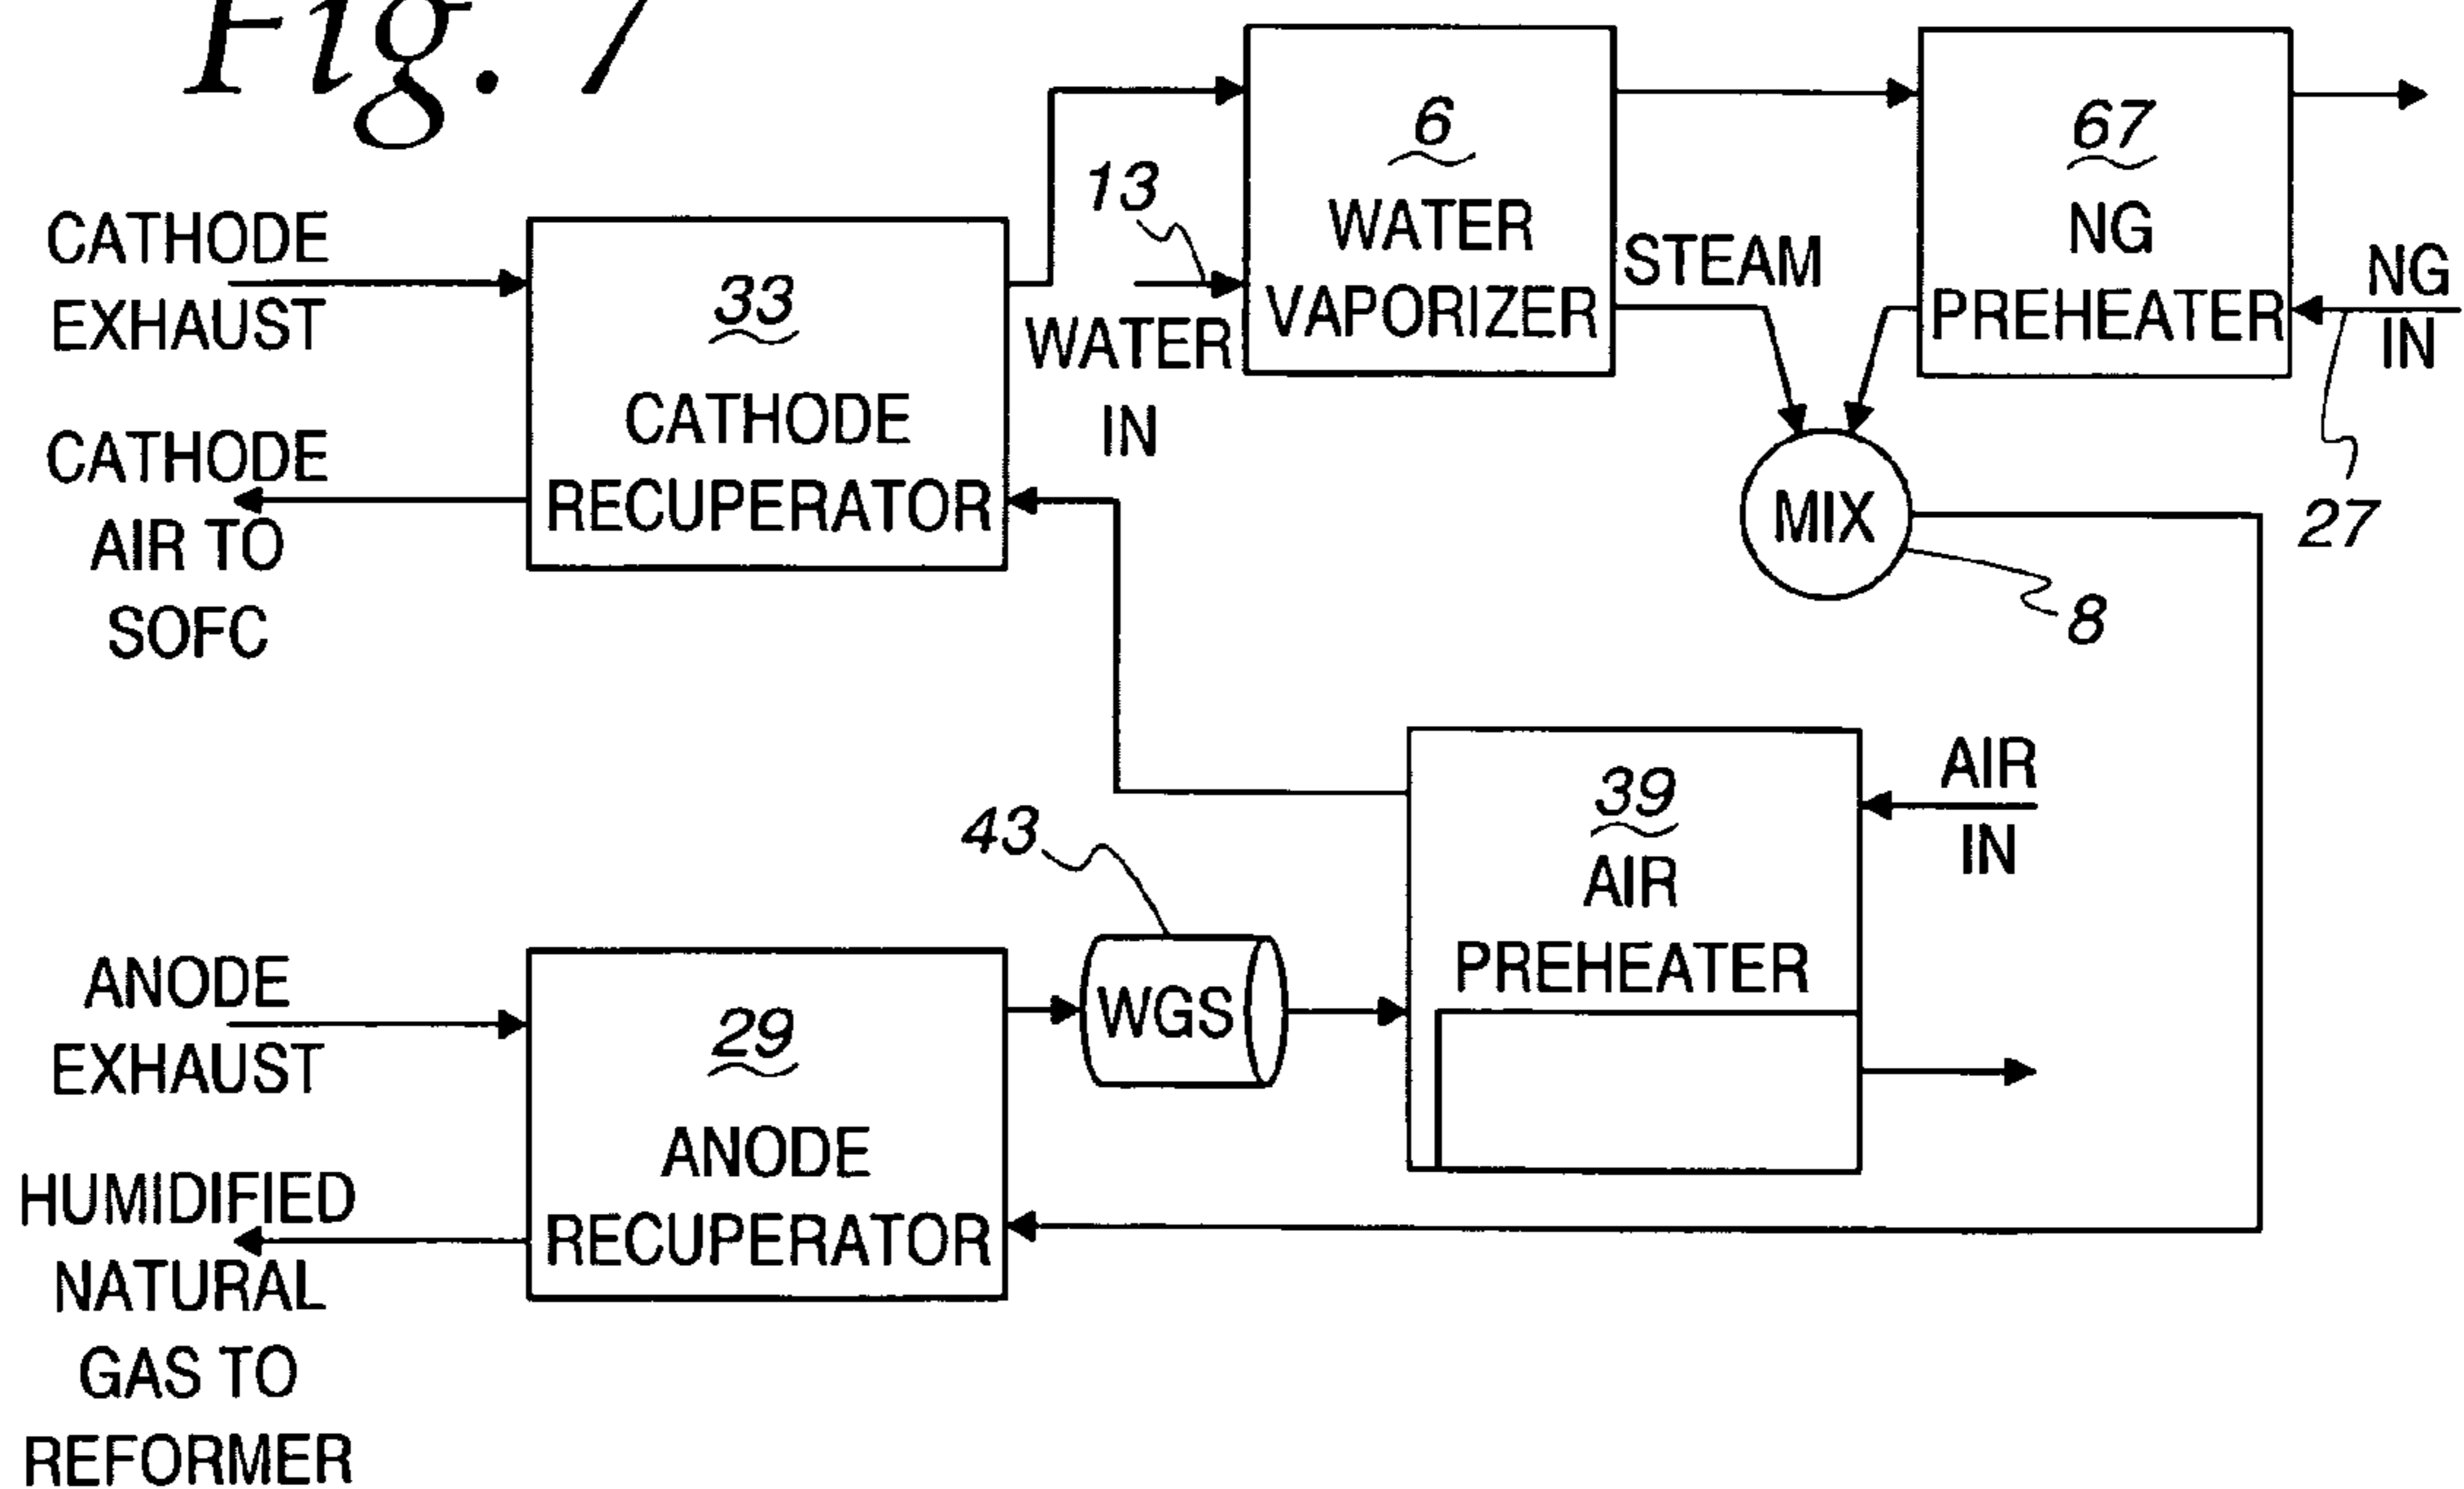 Fig. 7
6
WATER
VAPORIZER
67
NG
PREHEATER
13
WATER
IN
STEAM
NG
IN
27
CATHODE
EXHAUST
33
CATHODE
RECUPERATOR
CATHODE
AIR TO
SOFC
MIX
8
39
AIR
PREHEATER
AIR
IN
43
WGS
ANODE
EXHAUST
29
ANODE
RECUPERATOR
HUMIDIFIED
NATURAL
GAS TO
REFORMER